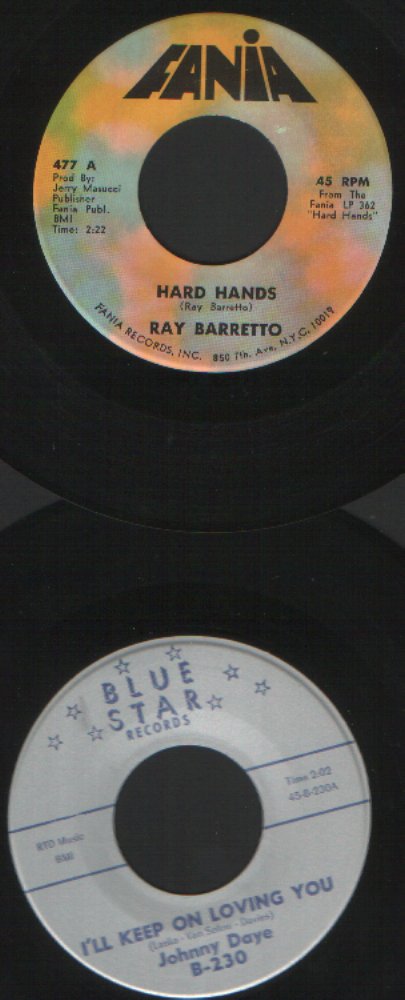 FANIA
477 A
Prod By:
Jerry Masucci
Publisher
Fania Publ.
BMI
Time: 2:22
45 RPM
From The
Fania LP 362
"Hard Hands"
HARD HANDS
(Ray Barretto)
RAY BARRETTO
FANIA RECORDS, INC. 850 7th. Ave. N.Y.C. 10019
BLUE
STAR
RECORDS
Time 2:02
45-B-230A
RTD Music
BMI
I'LL KEEP ON LOVING YOU
Davies)
Johnny Daye
B-230